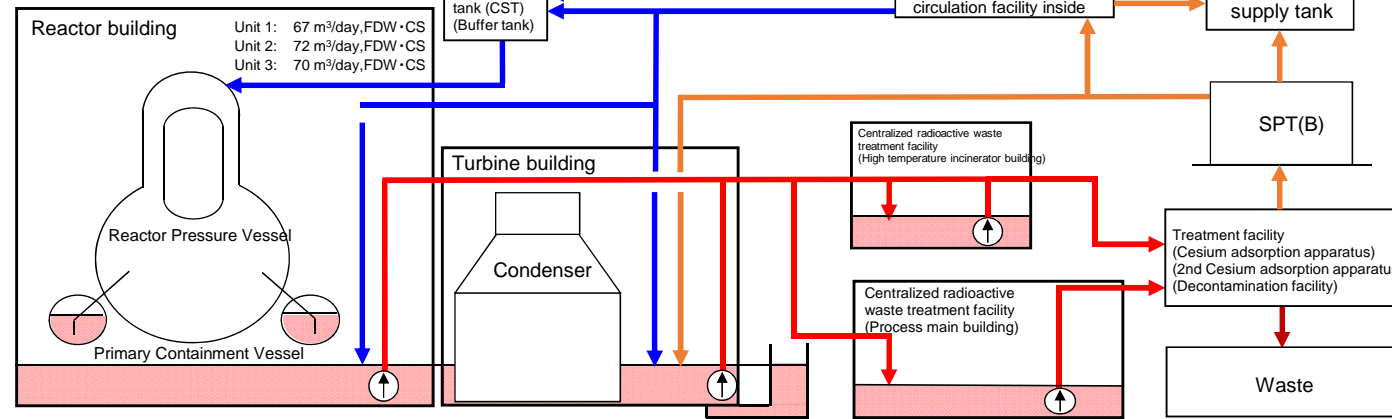 tank (CST)
(Buffer tank)
circulation facility inside
supply tank
Reactor building
Unit 1: 67 m³/day,FDW・CS
Unit 2: 72 m³/day,FDW・CS
Unit 3: 70 m³/day,FDW・CS
SPT(B)
Centralized radioactive waste
treatment facility
(High temperature incinerator building)
Turbine building
Reactor Pressure Vessel
Condenser
Treatment facility
(Cesium adsorption apparatus)
(2nd Cesium adsorption
(Decontamination facility)
Centralized radioactive
waste treatment facility
(Process main building)
Primary Containment Vessel
Waste